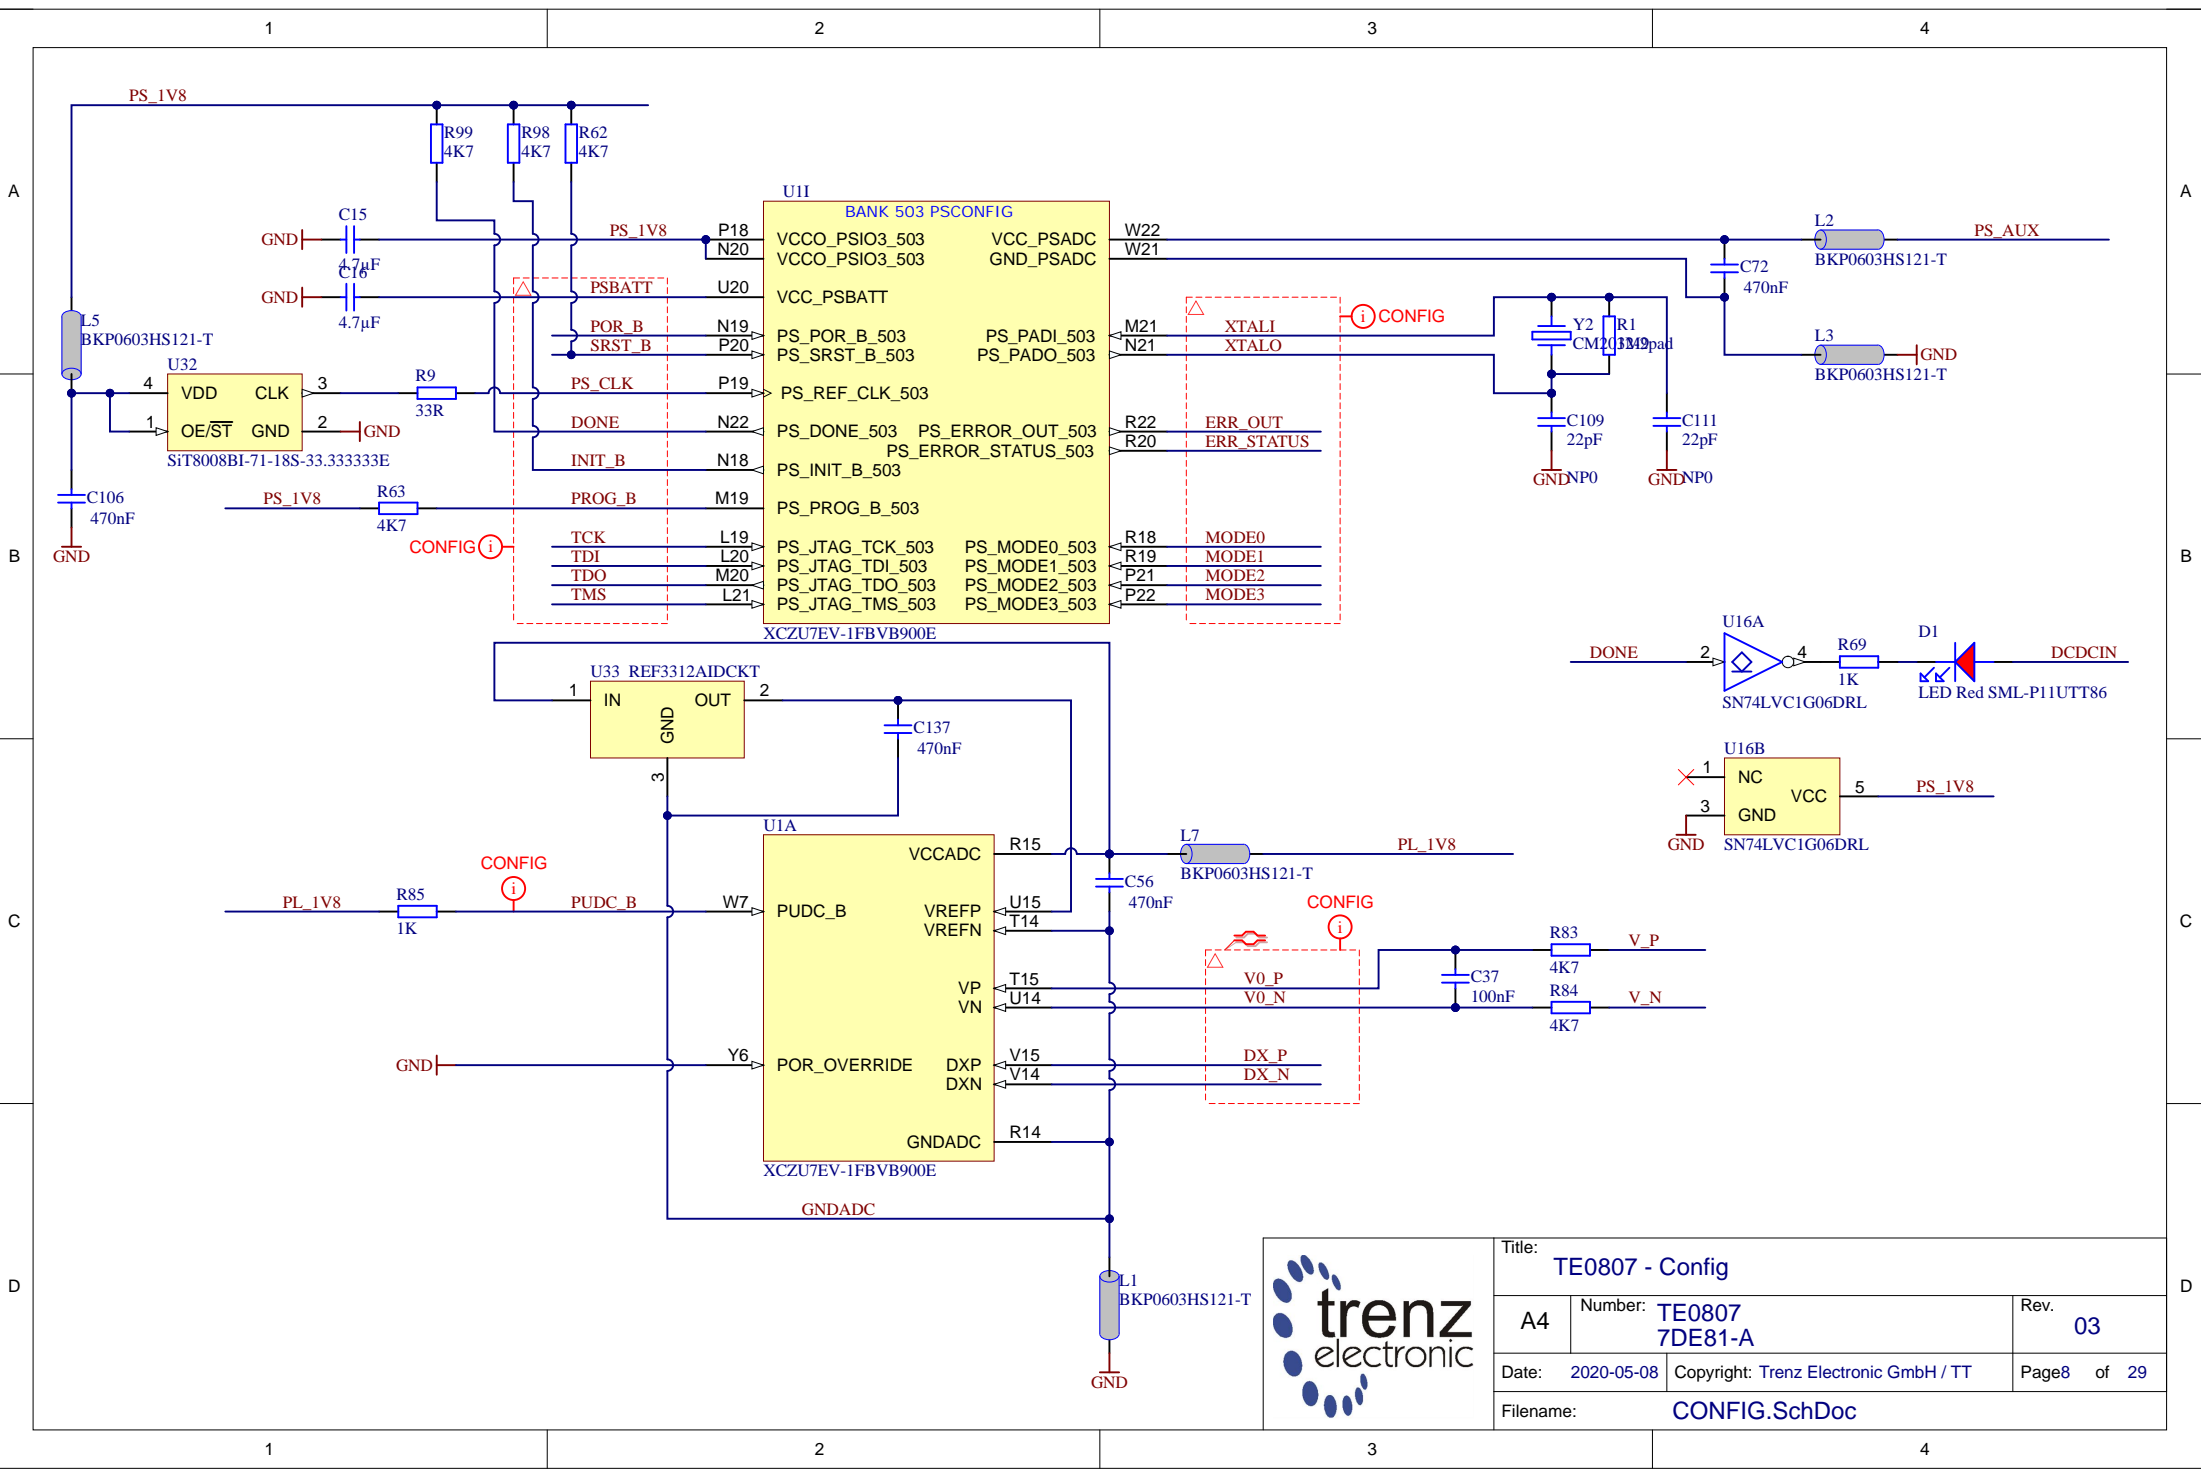 1 2 3 4
A
B
C
D
PS_1V8
R99
4K7
R98
4K7
R62
4K7
C15
GND
4.7µF
PS_1V8
C16
GND
4.7µF
PSBATT
POR_B
SRST_B
L5
BKP0603HS121-T
U32
4 VDD CLK 3
1 OE/ST GND 2 GND
SiT8008BI-71-18S-33.333333E
R9
33R
PS_CLK
DONE
INIT_B
C106
470nF
GND
PS_1V8
R63
4K7
PROG_B
CONFIG i
TCK
TDI
TDO
TMS
U1I
BANK 503 PSCONFIG
P18 VCCO_PSIO3_503
N20 VCCO_PSIO3_503
U20 VCC_PSBATT
N19 PS_POR_B_503
P20 PS_SRST_B_503
P19 PS_REF_CLK_503
N22 PS_DONE_503
N18 PS_INIT_B_503
M19 PS_PROG_B_503
L19 PS_JTAG_TCK_503
L20 PS_JTAG_TDI_503
M20 PS_JTAG_TDO_503
L21 PS_JTAG_TMS_503
VCC_PSADC W22
GND_PSADC W21
PS_PADI_503 M21 XTALI
PS_PADO_503 N21 XTALO
PS_ERROR_OUT_503 R22 ERR_OUT
PS_ERROR_STATUS_503 R20 ERR_STATUS
PS_MODE0_503 R18 MODE0
PS_MODE1_503 R19 MODE1
PS_MODE2_503 P21 MODE2
PS_MODE3_503 P22 MODE3
XCZU7EV-1FBVB900E
i CONFIG
Y2
R1
C109
22pF
GND NP0
C111
22pF
GND NP0
L2
BKP0603HS121-T
PS_AUX
C72
470nF
L3
BKP0603HS121-T
GND
U16A
DONE 2 4
SN74LVC1G06DRL
R69
1K
D1
LED Red SML-P11UTT86
DCDCIN
U16B
1 NC
3 GND
VCC 5 PS_1V8
GND
SN74LVC1G06DRL
U33 REF3312AIDCKT
1 IN OUT 2
GND
3
C137
470nF
U1A
VCCADC R15
W7 PUDC_B
VREFP U15
VREFN T14
VP T15
VN U14
Y6 POR_OVERRIDE
DXP V15
DXN V14
GNDADC R14
XCZU7EV-1FBVB900E
PL_1V8
R85
1K
CONFIG
i
PUDC_B
GND
GNDADC
L7
BKP0603HS121-T
PL_1V8
C56
470nF
CONFIG
i
V0_P
V0_N
DX_P
DX_N
C37
100nF
R83
4K7
V_P
R84
4K7
V_N
L1
BKP0603HS121-T
GND
trenz
electronic
Title:
TE0807 - Config
A4
Number: TE0807
7DE81-A
Rev.
03
Date: 2020-05-08 Copyright: Trenz Electronic GmbH / TT Page8 of 29
Filename: CONFIG.SchDoc
A
B
C
D
1 2 3 4